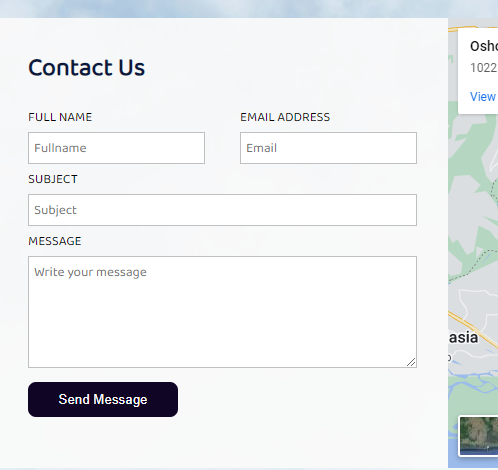 Contact Us
FULL NAME
EMAIL ADDRESS
Fullname
Email
SUBJECT
Subject
MESSAGE
Write your message
Send Message
Osho
1022
View
asia